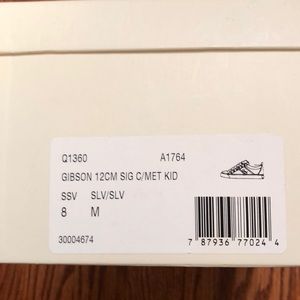 Q1360 A1764
GIBSON 12CM SIG C/MET KID
SSV SLV/SLV
8 M
30004674
7 87936 77024 4